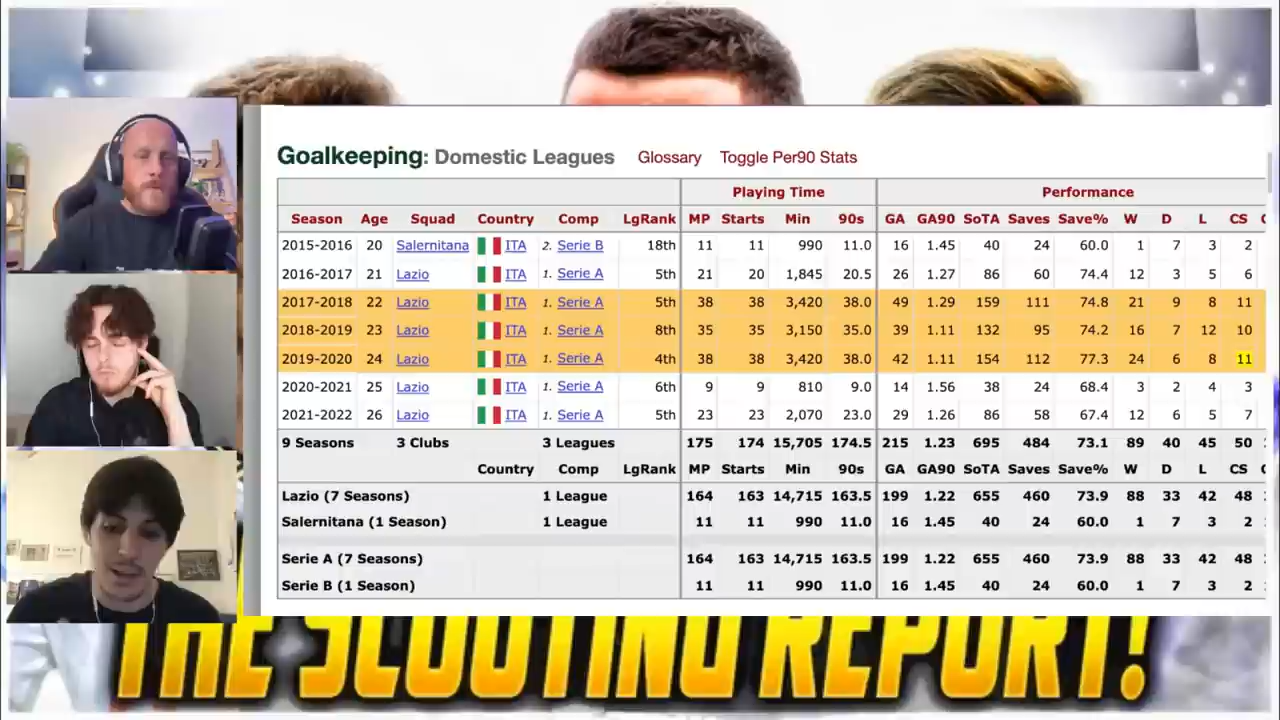 Goalkeeping: Domestic Leagues Glossary Toggle Per90 Stats
Playing Time Performance
Season Age Squad Country Comp LgRank MP Starts Min 90s GA GA90 SoTA Saves Save% W D L CS
2015-2016 20 Salernitana ITA 2. Serie B 18th 11 11 990 11.0 16 1.45 40 24 60.0 1 7 3 2
2016-2017 21 Lazio ITA 1. Serie A 5th 21 20 1,845 20.5 26 1.27 86 60 74.4 12 3 5 6
2017-2018 22 Lazio ITA 1. Serie A 5th 38 38 3,420 38.0 49 1.29 159 111 74.8 21 9 8 11
2018-2019 23 Lazio ITA 1. Serie A 8th 35 35 3,150 35.0 39 1.11 132 95 74.2 16 7 12 10
2019-2020 24 Lazio ITA 1. Serie A 4th 38 38 3,420 38.0 42 1.11 154 112 77.3 24 6 8 11
2020-2021 25 Lazio ITA 1. Serie A 6th 9 9 810 9.0 14 1.56 38 24 68.4 3 2 4 3
2021-2022 26 Lazio ITA 1. Serie A 5th 23 23 2,070 23.0 29 1.26 86 58 67.4 12 6 5 7
9 Seasons 3 Clubs 3 Leagues 175 174 15,705 174.5 215 1.23 695 484 73.1 89 40 45 50
Country Comp LgRank MP Starts Min 90s GA GA90 SoTA Saves Save% W D L CS
Lazio (7 Seasons) 1 League 164 163 14,715 163.5 199 1.22 655 460 73.9 88 33 42 48
Salernitana (1 Season) 1 League 11 11 990 11.0 16 1.45 40 24 60.0 1 7 3 2
Serie A (7 Seasons) 164 163 14,715 163.5 199 1.22 655 460 73.9 88 33 42 48
Serie B (1 Season) 11 11 990 11.0 16 1.45 40 24 60.0 1 7 3 2
THE SCOUTING REPORT!